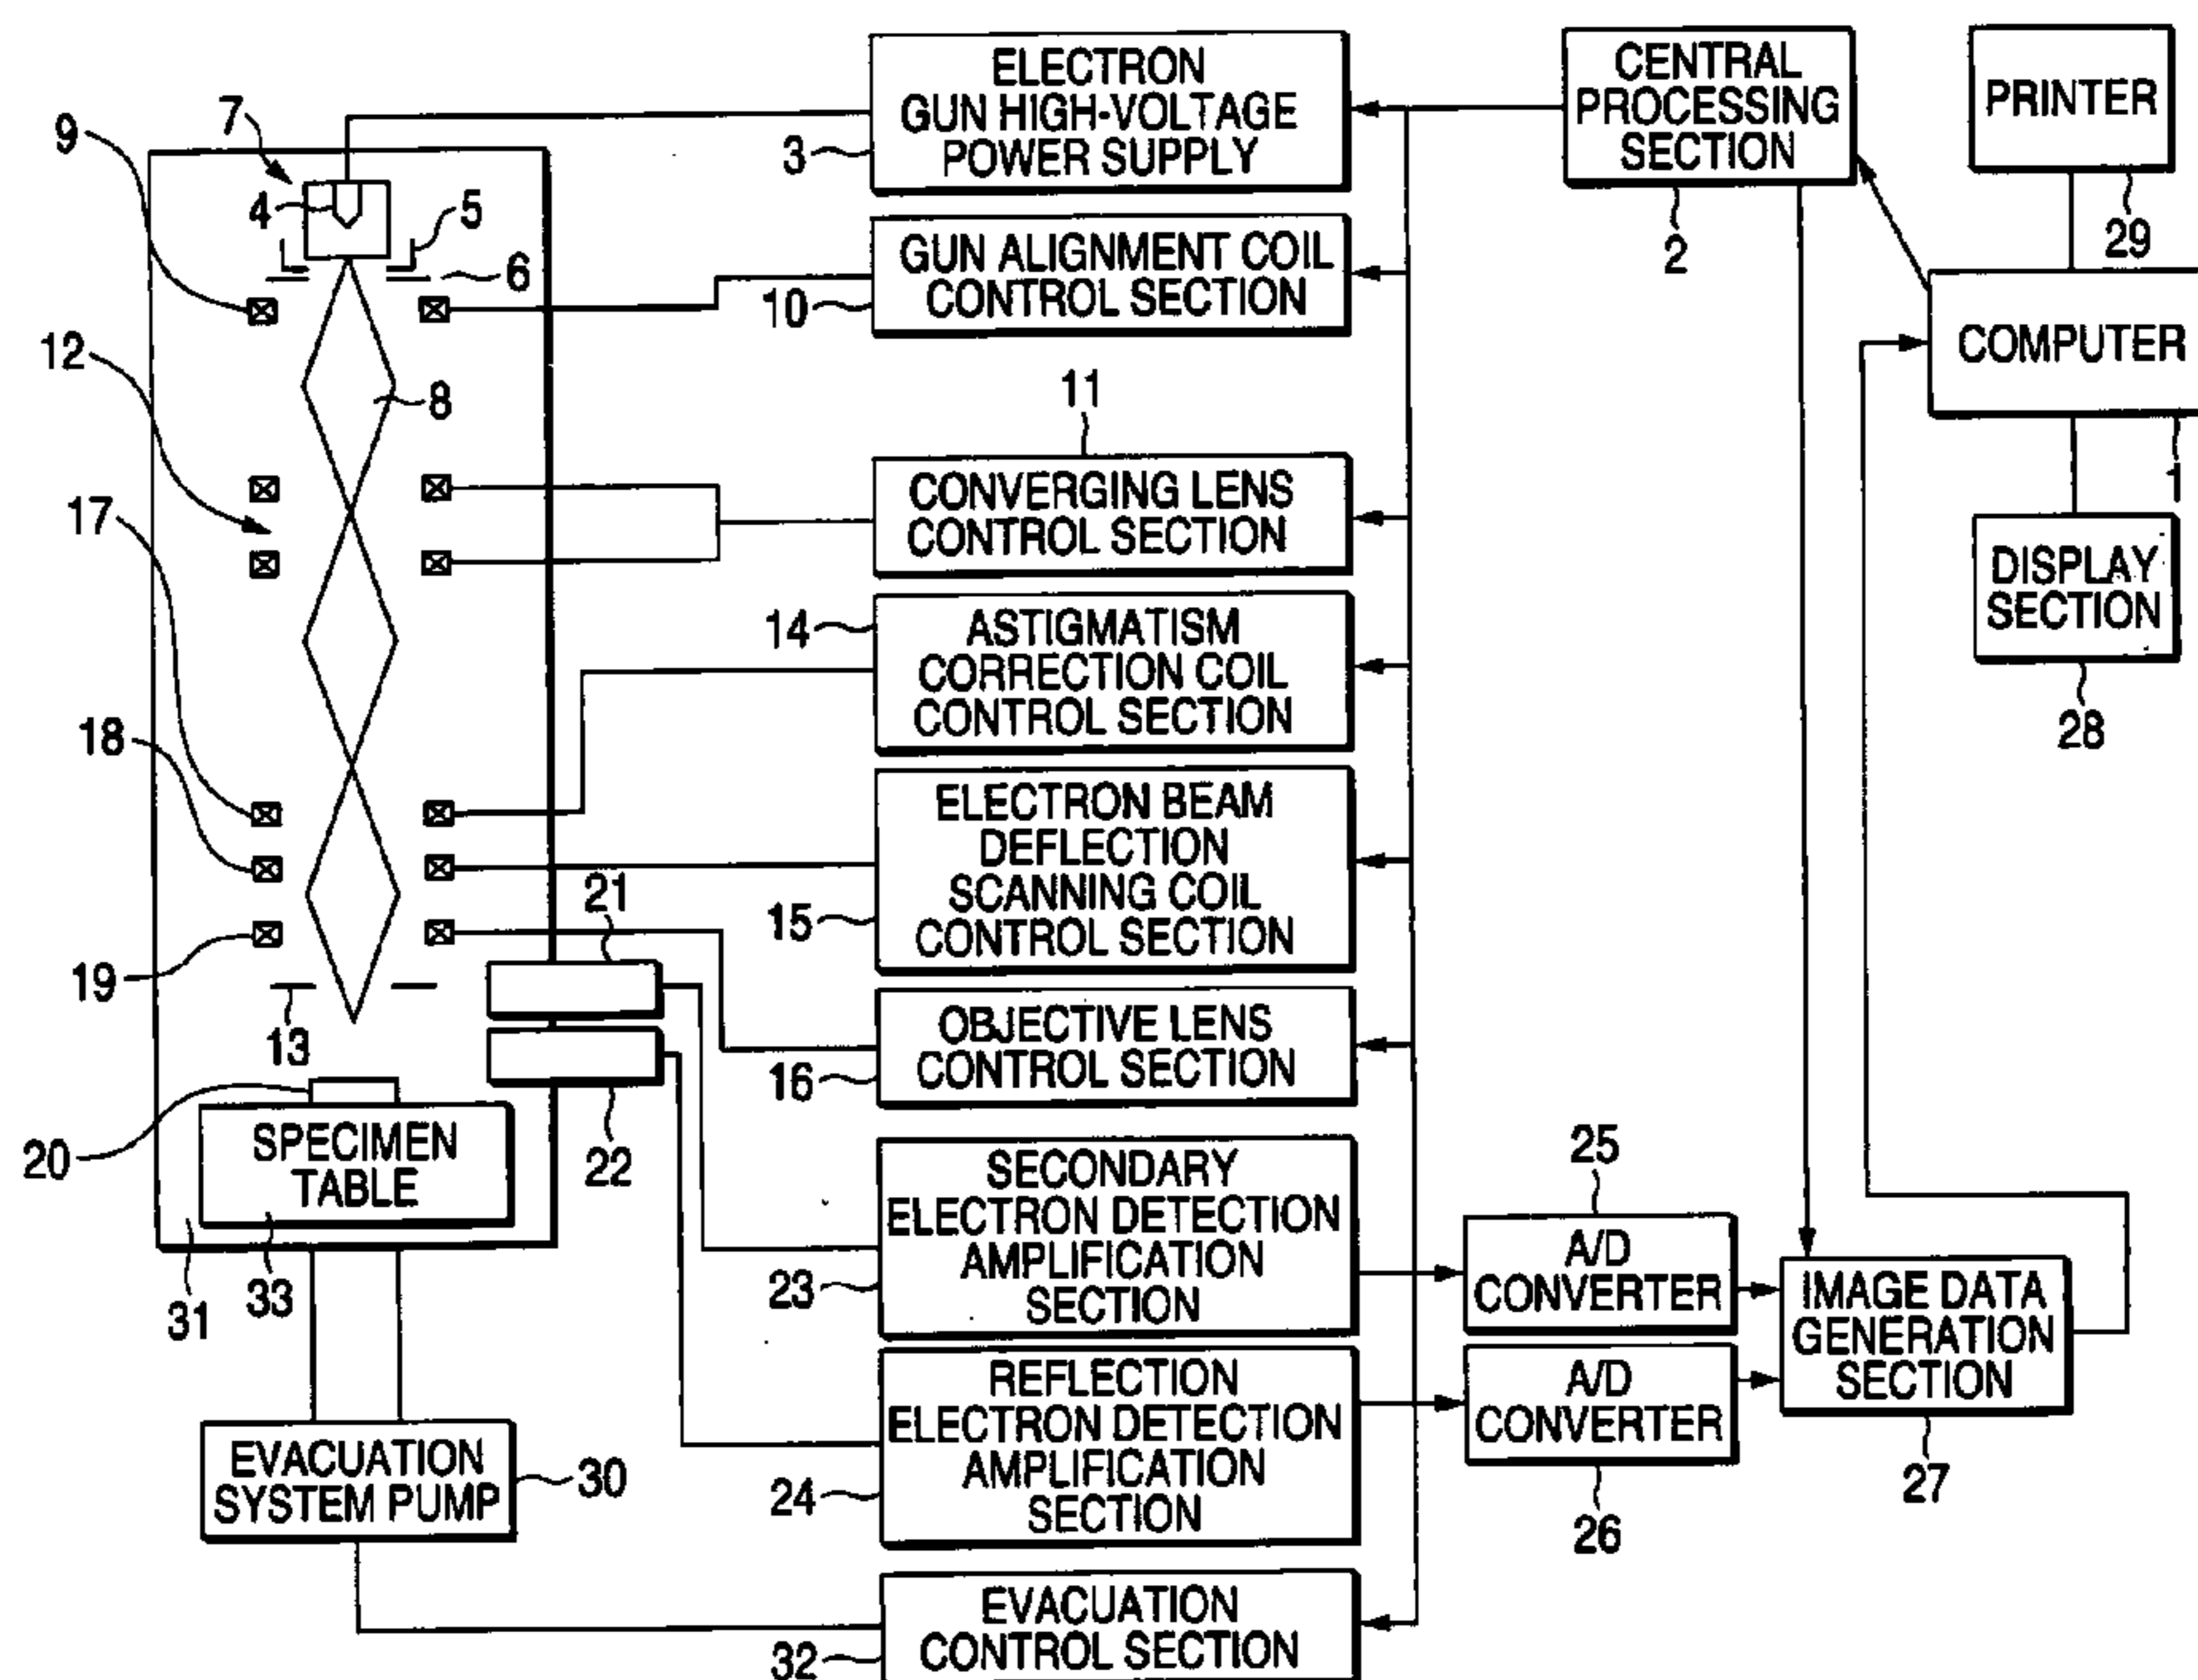 ELECTRON
GUN HIGH-VOLTAGE
POWER SUPPLY
3
CENTRAL
PROCESSING
SECTION
2
PRINTER
29
7
9
4
5
6
GUN ALIGNMENT COIL
CONTROL SECTION
10
COMPUTER
1
12
8
11
CONVERGING LENS
CONTROL SECTION
17
DISPLAY
SECTION
28
14
ASTIGMATISM
CORRECTION COIL
CONTROL SECTION
18
ELECTRON BEAM
DEFLECTION
SCANNING COIL
CONTROL SECTION
15
21
19
13
OBJECTIVE LENS
CONTROL SECTION
16
20
SPECIMEN
TABLE
22
31
33
SECONDARY
ELECTRON DETECTION
AMPLIFICATION
SECTION
23
25
A/D
CONVERTER
IMAGE DATA
GENERATION
SECTION
27
REFLECTION
ELECTRON DETECTION
AMPLIFICATION
SECTION
24
A/D
CONVERTER
26
EVACUATION
SYSTEM PUMP
30
EVACUATION
CONTROL SECTION
32